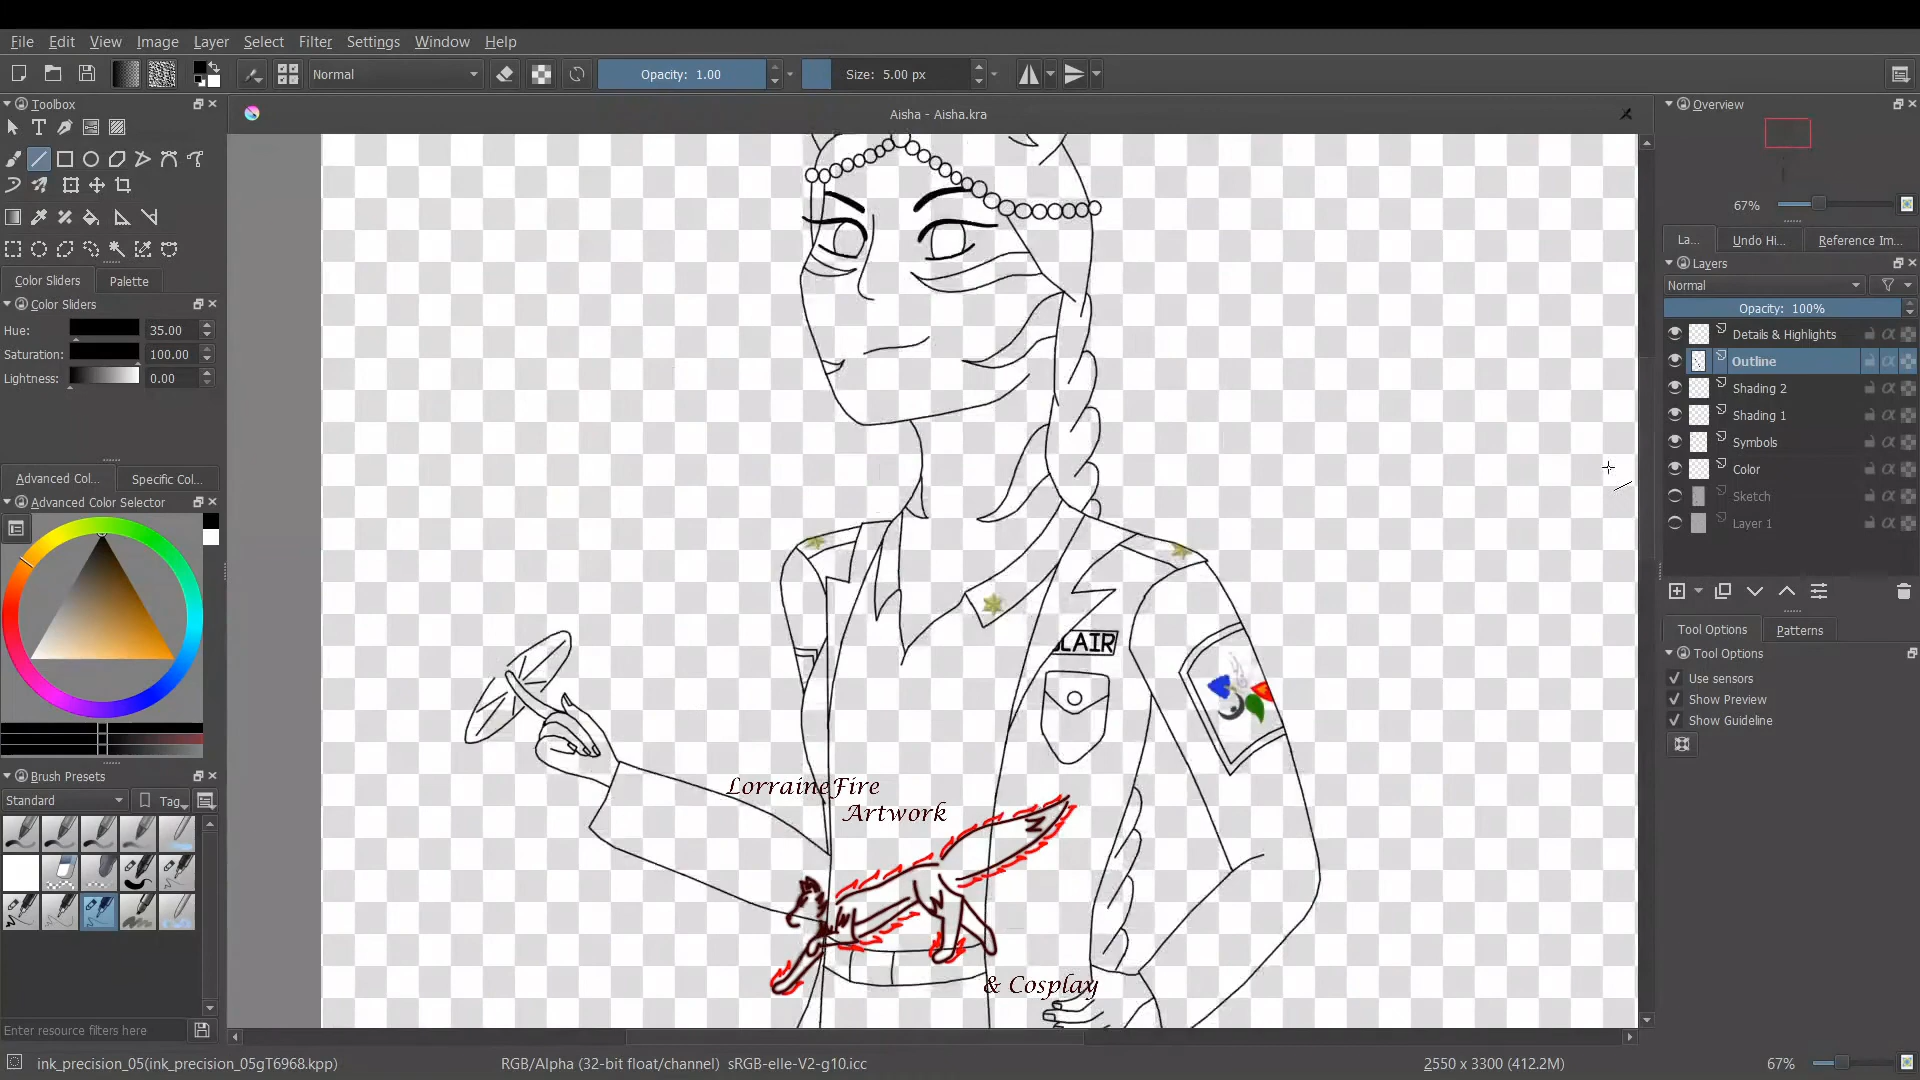 File Edit View Image Layer Select Filter Settings Window Help
Normal
Opacity: 1.00
Size: 5.00 px
Toolbox
Aisha - Aisha.kra
Overview
67%
La... Undo Hi... Reference Im...
Layers
Normal
Opacity: 100%
Details & Highlights
Outline
Shading 2
Shading 1
Symbols
Color
Sketch
Layer 1
Tool Options Patterns
Tool Options
Use sensors
Show Preview
Show Guideline
Color Sliders Palette
Color Sliders
Hue: 35.00
Saturation: 100.00
Lightness: 0.00
Advanced Col... Specific Col...
Advanced Color Selector
Brush Presets
Standard Tag
Enter resource filters here
LAIR
LorraineFire
Artwork
& Cosplay
ink_precision_05(ink_precision_05gT6968.kpp)
RGB/Alpha (32-bit float/channel) sRGB-elle-V2-g10.icc
2550 x 3300 (412.2M)
67%